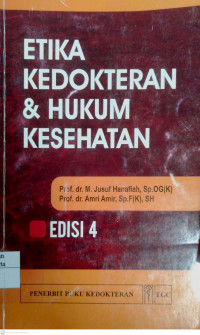 ETIKA
KEDOKTERAN
& HUKUM
KESEHATAN
Prof. dr. M. Jusuf Hanafiah, Sp.OG(K)
Prof. dr. Amri Amir, Sp.F(K), SH
EDISI 4
PENERBIT BUKU KEDOKTERAN EGC